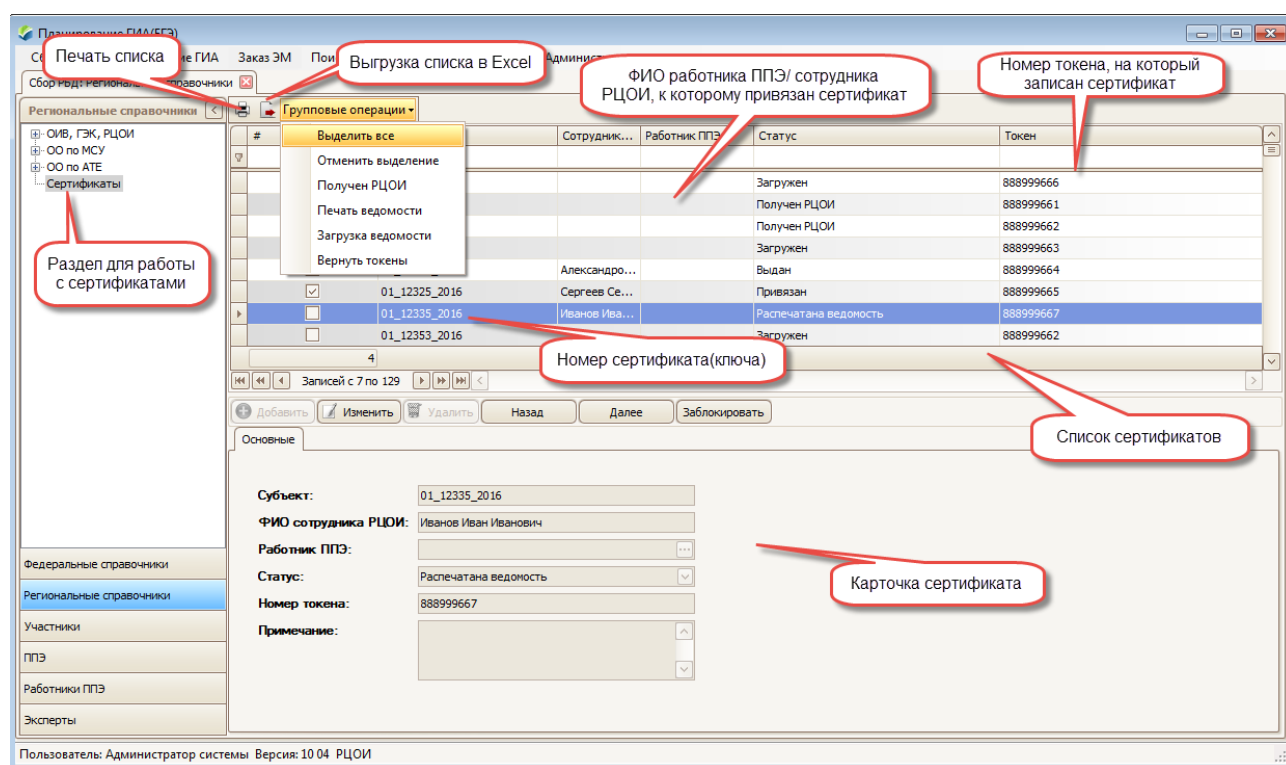 Планирование ГИА(ЕГЭ)
ГИА Заказ ЭМ
Печать списка
Выгрузка списка в Excel
ФИО работника ППЭ/ сотрудника
РЦОИ, к которому привязан сертификат
Номер токена, на который
записан сертификат
Сбор РБД: справочники
Региональные справочники
Групповые операции
ОИВ, ГЭК, РЦОИ
ОО по МСУ
ОО по АТЕ
Сертификаты
Раздел для работы
с сертификатами
Выделить все
Отменить выделение
Получен РЦОИ
Печать ведомости
Загрузка ведомости
Вернуть токены
# Сотрудник... Работник ППЭ Статус Токен
Загружен 888999666
Получен РЦОИ 888999661
Получен РЦОИ 888999662
Загружен 888999663
Александро... Выдан 888999664
01_12325_2016 Сергеев Се... Привязан 888999665
01_12335_2016 Иванов Ива... Распечатана ведомость 888999667
01_12353_2016 Загружен 888999662
4
Номер сертификата(ключа)
Записей с 7 по 129
Добавить Изменить Удалить Назад Далее Заблокировать
Список сертификатов
Основные
Субъект: 01_12335_2016
ФИО сотрудника РЦОИ: Иванов Иван Иванович
Работник ППЭ: ...
Статус: Распечатана ведомость
Номер токена: 888999667
Примечание:
Карточка сертификата
Федеральные справочники
Региональные справочники
Участники
ППЭ
Работники ППЭ
Эксперты
Пользователь: Администратор системы Версия: 10 04 РЦОИ